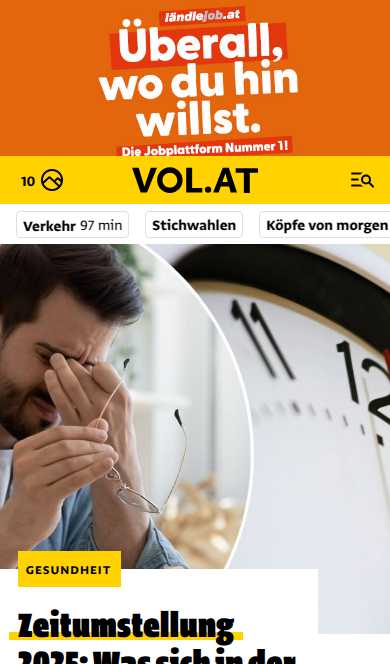 ländlejob.at
Überall,
wo du hin
willst.
Die Jobplattform Nummer 1!
10
VOL.AT
Verkehr 97 min
Stichwahlen
Köpfe von morgen
11
12
GESUNDHEIT
Zeitumstellung
2025: Was sich in der